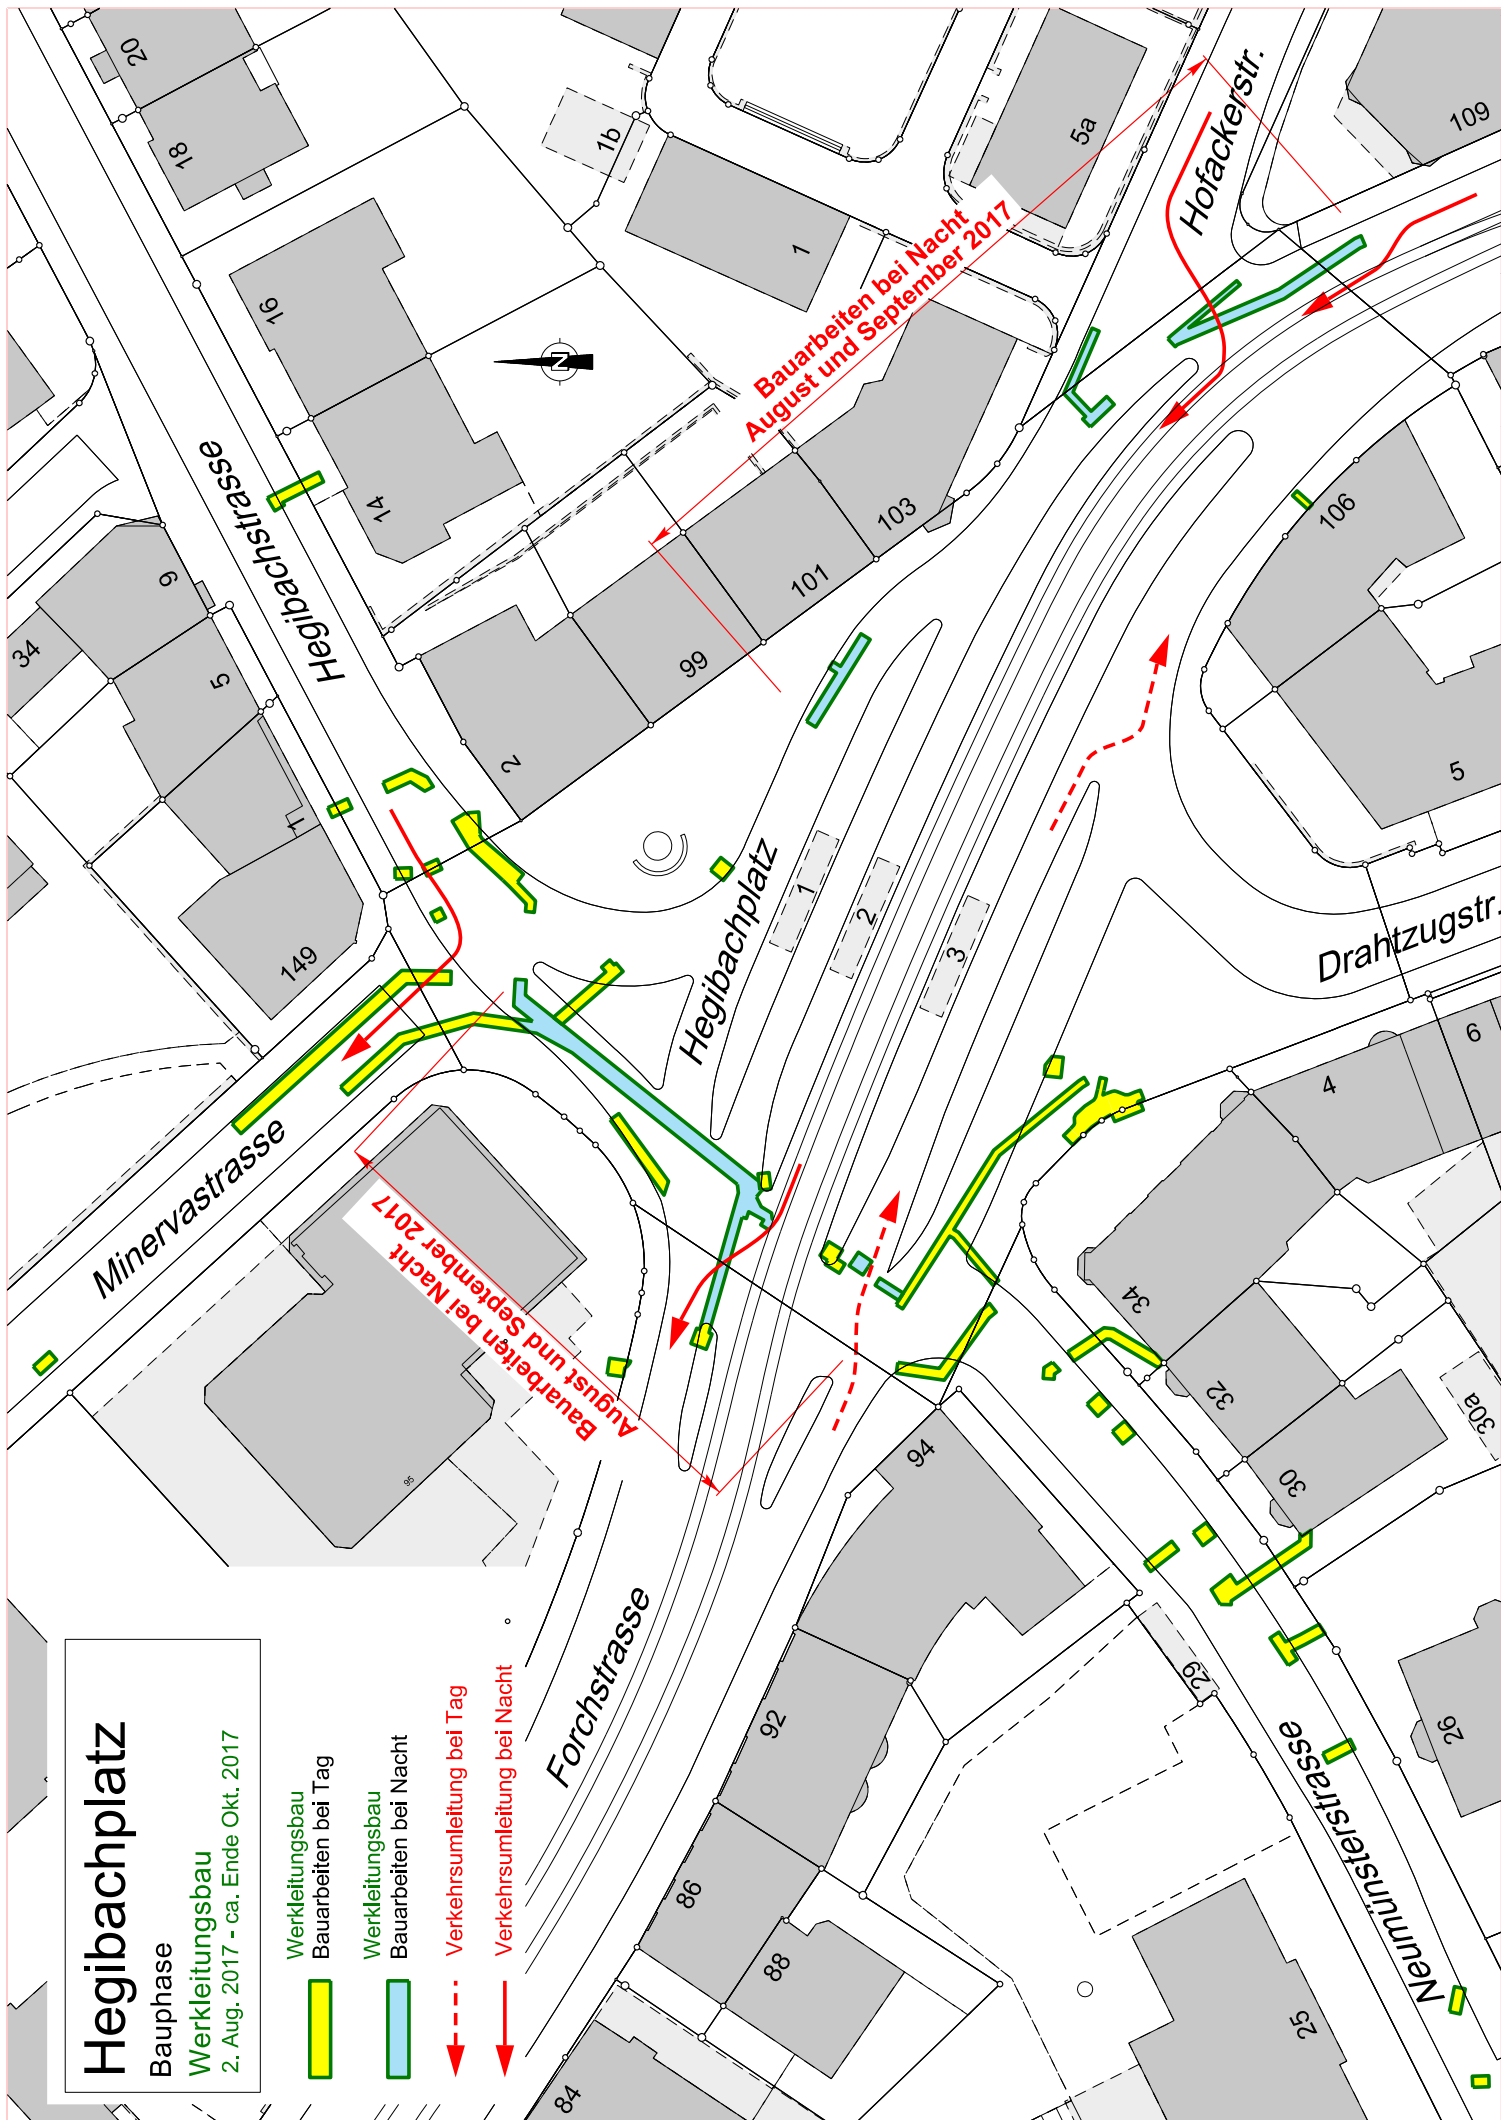 Hegibachplatz
Bauphase
Werkleitungsbau
2. Aug. 2017 - ca. Ende Okt. 2017
Werkleitungsbau
Bauarbeiten bei Tag
Werkleitungsbau
Bauarbeiten bei Nacht
Verkehrsumleitung bei Tag
Verkehrsumleitung bei Nacht
Minervastrasse
Hegibachstrasse
Hegibachplatz
Forchstrasse
Neumünsterstrasse
Drahtzugstr.
Hofackerstr.
Bauarbeiten bei Nacht
August und September 2017
Bauarbeiten bei Nacht
August und September 2017
N
20
18
16
14
34
9
5
11
149
2
99
101
103
1
1b
5a
109
106
5
6
4
34
32
30
30a
29
26
25
94
92
86
88
84
95
1
2
3